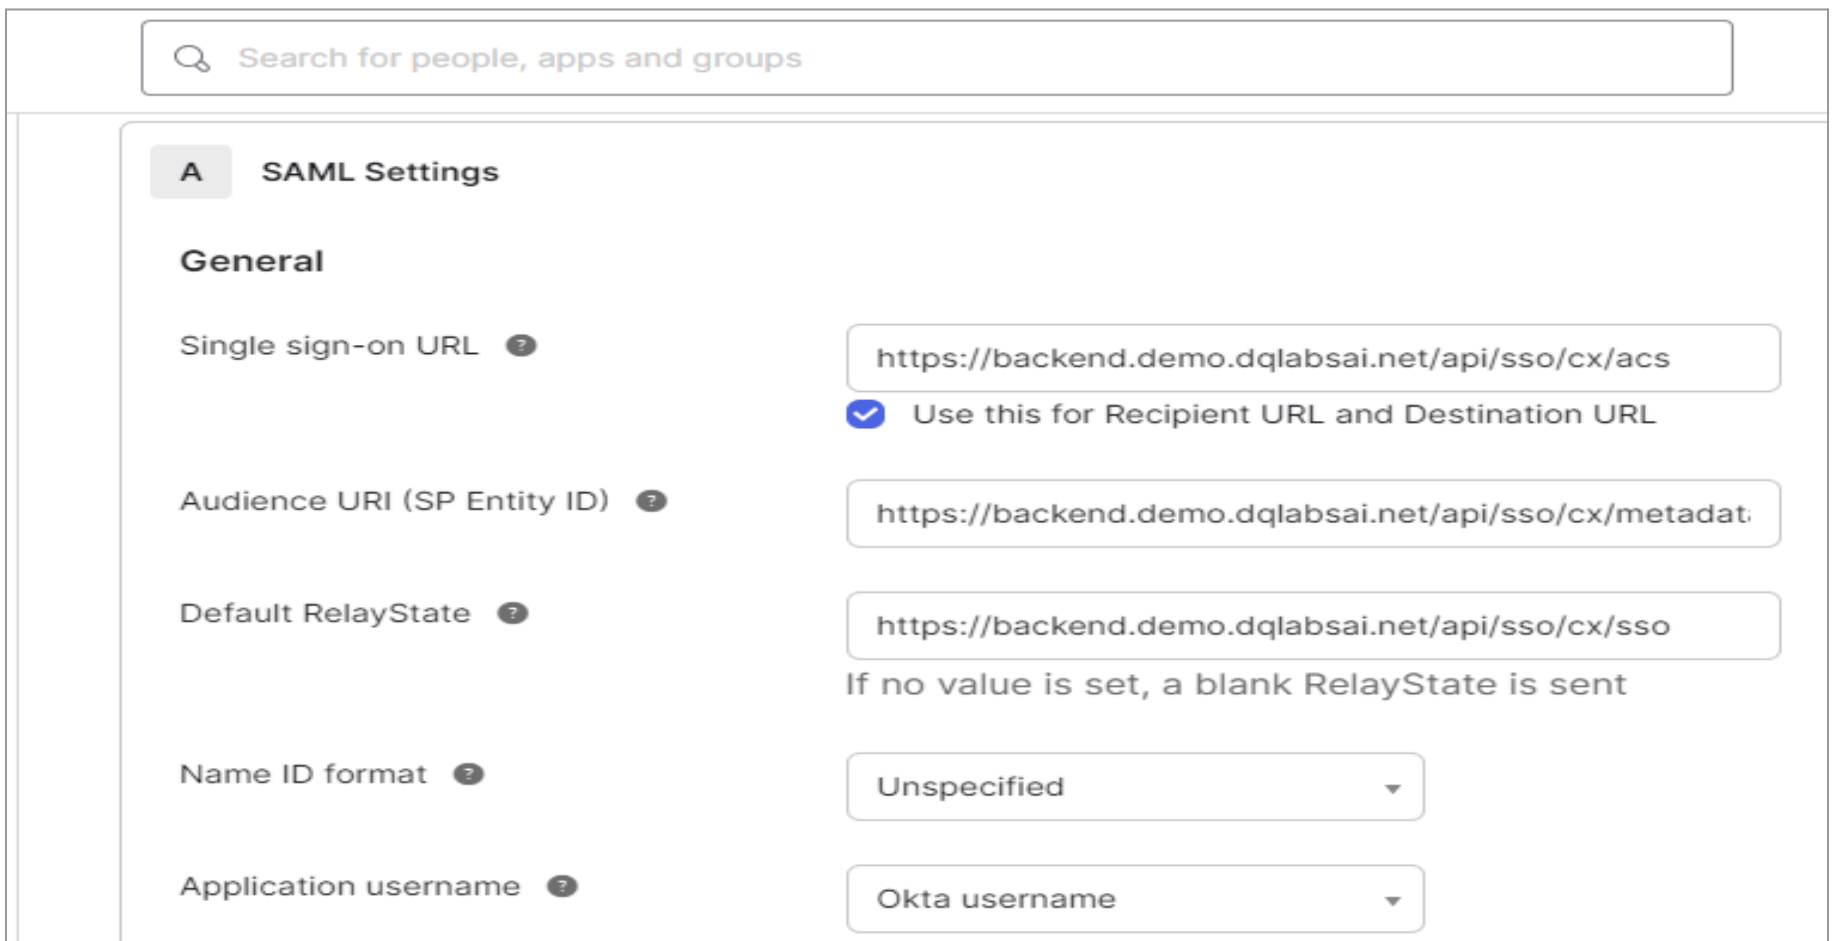 Search for people, apps and groups
A SAML Settings
General
Single sign-on URL ?
https://backend.demo.dqlabsai.net/api/sso/cx/acs
Use this for Recipient URL and Destination URL
Audience URI (SP Entity ID) ?
https://backend.demo.dqlabsai.net/api/sso/cx/metadat
Default RelayState ?
https://backend.demo.dqlabsai.net/api/sso/cx/sso
If no value is set, a blank RelayState is sent
Name ID format ?
Unspecified
Application username ?
Okta username